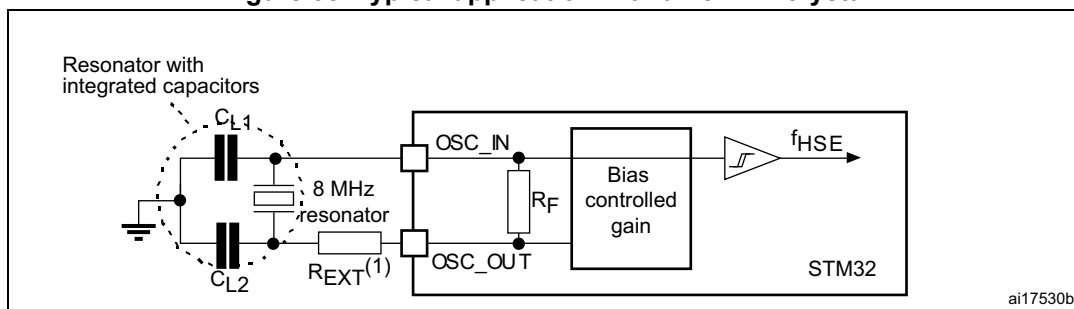 Resonator with
integrated capacitors
CL1
8 MHz
resonator
CL2
REXT(1)
OSC_IN
OSC_OUT
RF
Bias
controlled
gain
fHSE
STM32
ai17530b